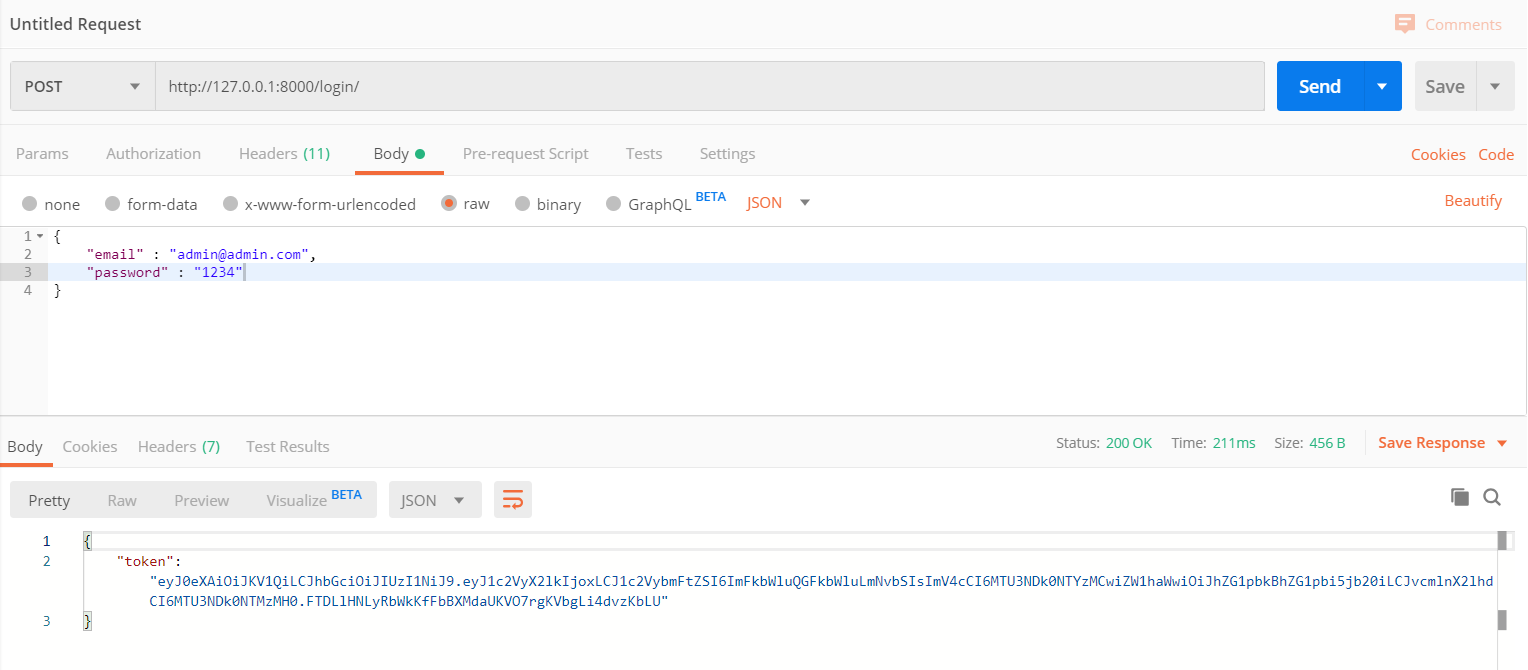 Untitled Request
Comments
POST
http://127.0.0.1:8000/login/
Send
Save
Params Authorization Headers (11) Body Pre-request Script Tests Settings Cookies Code
none form-data x-www-form-urlencoded raw binary GraphQL BETA JSON Beautify
1 {
2 "email" : "admin@admin.com",
3 "password" : "1234"
4 }
Body Cookies Headers (7) Test Results Status: 200 OK Time: 211ms Size: 456 B Save Response
Pretty Raw Preview Visualize BETA JSON
1 {
2 "token":
"eyJ0eXAiOiJKV1QiLCJhbGciOiJIUzI1NiJ9.eyJ1c2VyX2lkIjoxLCJ1c2VybmFtZSI6ImFkbWluQGFkbWluLmNvbSIsImV4cCI6MTU3NDk0NTYzMCwiZW1haWwiOiJhZG1pbkBhZG1pbi5jb20iLCJvcmlnX2lhd
CI6MTU3NDk0NTMzMH0.FTDLlHNLyRbWkKfFbBXMdaUKVO7rgKVbgLi4dvzKbLU"
3 }